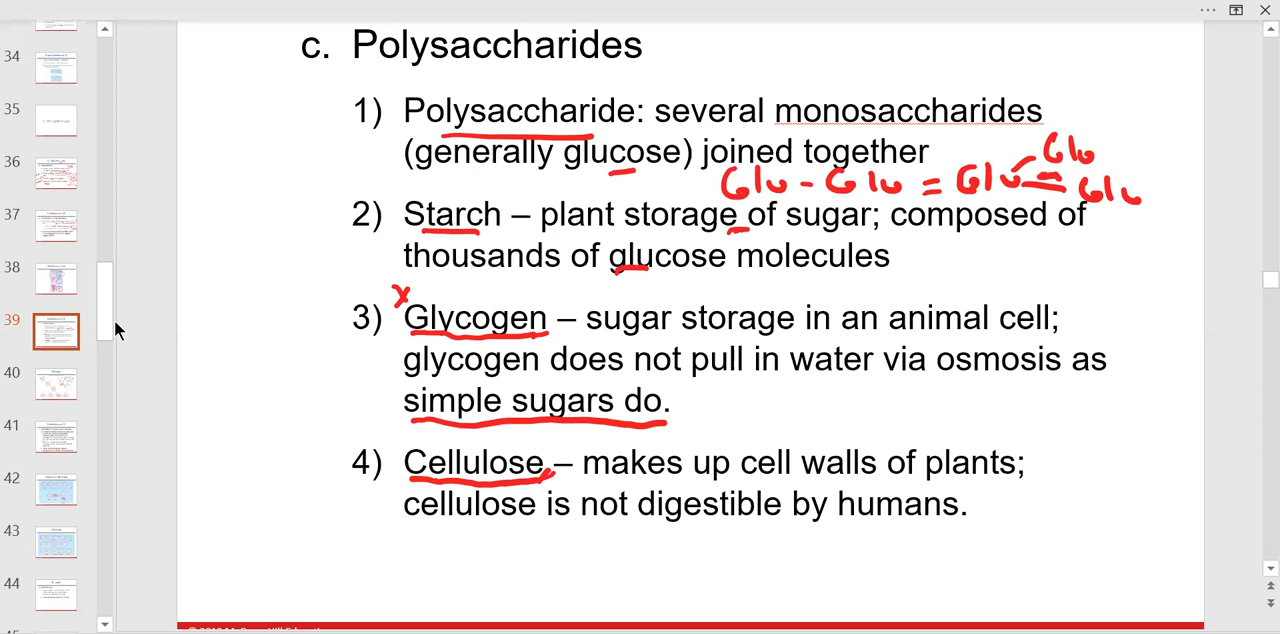 c. Polysaccharides
34
1) Polysaccharide: several monosaccharides
35
(generally glucose) joined together
Glu
36
Glu - Glu = Glu = Glu
37
2) Starch – plant storage of sugar; composed of
thousands of glucose molecules
38
x
39
3) Glycogen – sugar storage in an animal cell;
glycogen does not pull in water via osmosis as
40
simple sugars do.
41
4) Cellulose – makes up cell walls of plants;
42
cellulose is not digestible by humans.
43
44